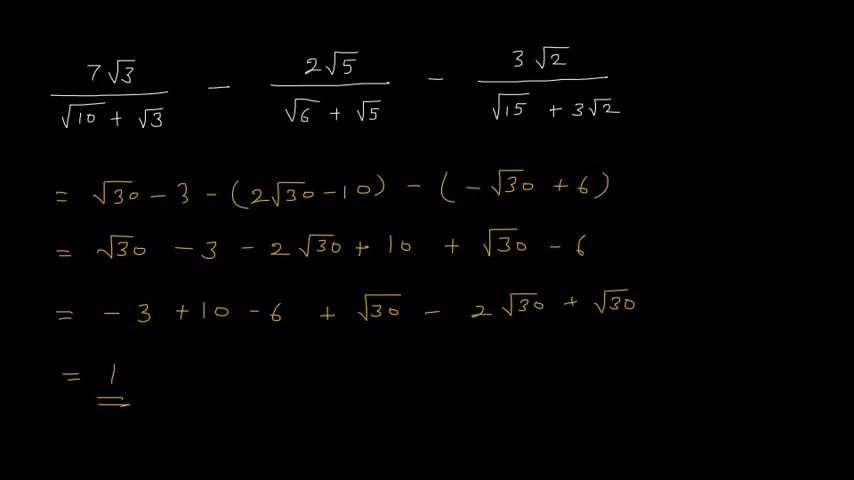 7√3/(√10 + √3) − 2√5/(√6 + √5) − 3√2/(√15 + 3√2)
= √30 − 3 − (2√30 − 10) − (−√30 + 6)
= √30 − 3 − 2√30 + 10 + √30 − 6
= −3 + 10 − 6 + √30 − 2√30 + √30
= 1